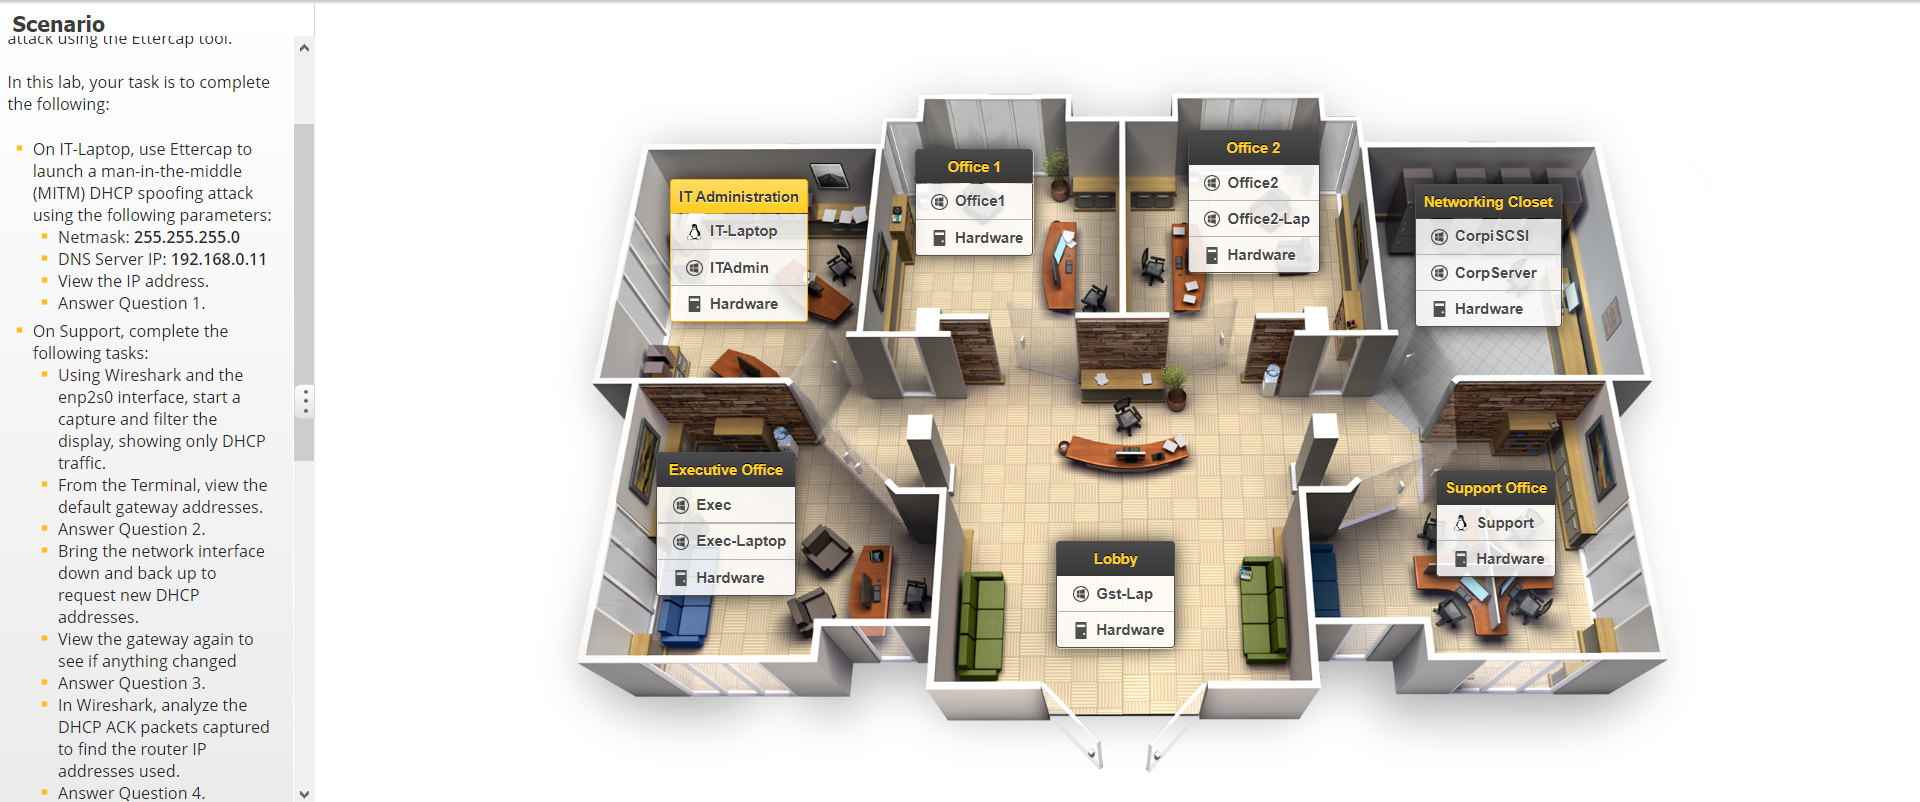 Scenario
attack using the Ettercap tool.
In this lab, your task is to complete
the following:
On IT-Laptop, use Ettercap to
launch a man-in-the-middle
(MITM) DHCP spoofing attack
using the following parameters:
Netmask: 255.255.255.0
DNS Server IP: 192.168.0.11
View the IP address.
Answer Question 1.
On Support, complete the
following tasks:
Using Wireshark and the
enp2s0 interface, start a
capture and filter the
display, showing only DHCP
traffic.
From the Terminal, view the
default gateway addresses.
Answer Question 2.
Bring the network interface
down and back up to
request new DHCP
addresses.
View the gateway again to
see if anything changed
Answer Question 3.
In Wireshark, analyze the
DHCP ACK packets captured
to find the router IP
addresses used.
Answer Question 4.
IT Administration
IT-Laptop
ITAdmin
Hardware
Office 1
Office1
Hardware
Office 2
Office2
Office2-Lap
Hardware
Networking Closet
CorpiSCSI
CorpServer
Hardware
Executive Office
Exec
Exec-Laptop
Hardware
Lobby
Gst-Lap
Hardware
Support Office
Support
Hardware